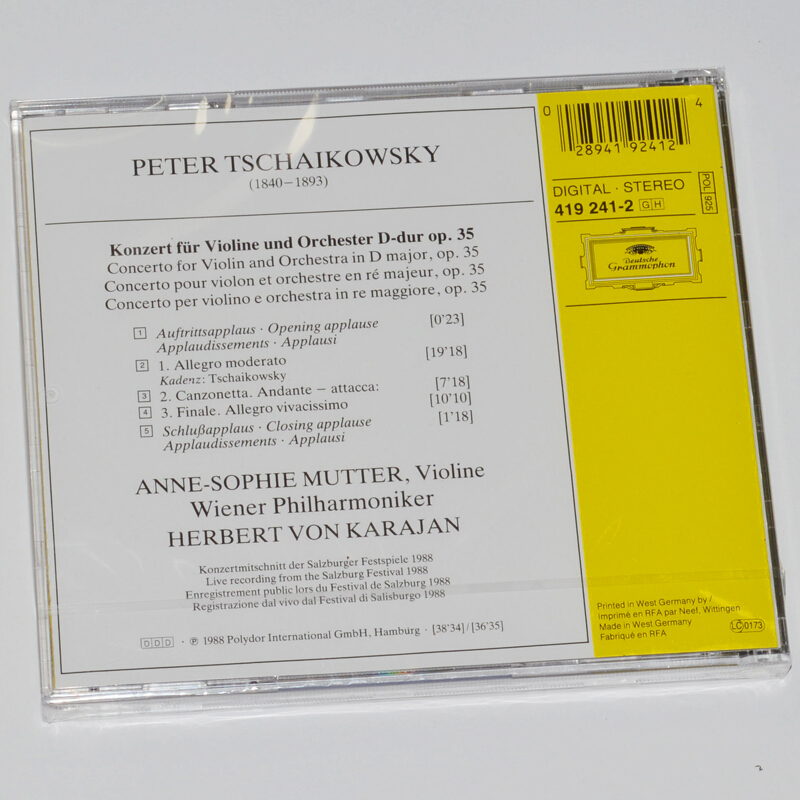 PETER TSCHAIKOWSKY
(1840–1893)
Konzert für Violine und Orchester D-dur op. 35
Concerto for Violin and Orchestra in D major, op. 35
Concerto pour violon et orchestre en ré majeur, op. 35
Concerto per violino e orchestra in re maggiore, op. 35
1 Auftrittsapplaus · Opening applause [0'23]
Applaudissements · Applausi
2 1. Allegro moderato [19'18]
Kadenz: Tschaikowsky
3 2. Canzonetta. Andante – attacca: [7'18]
4 3. Finale. Allegro vivacissimo [10'10]
5 Schlußapplaus · Closing applause [1'18]
Applaudissements · Applausi
ANNE-SOPHIE MUTTER, Violine
Wiener Philharmoniker
HERBERT VON KARAJAN
Konzertmitschnitt der Salzburger Festspiele 1988
Live recording from the Salzburg Festival 1988
Enregistrement public lors du Festival de Salzburg 1988
Registrazione dal vivo dal Festival di Salisburgo 1988
DDD · ℗ 1988 Polydor International GmbH, Hamburg · [38'34] / [36'35]
0 28941 92412 4
DIGITAL · STEREO
419 241-2 GH
POL 925
Deutsche
Grammophon
Printed in West Germany by /
Imprimé en RFA par Neef, Wittingen
Made in West Germany
Fabriqué en RFA
LC 0173